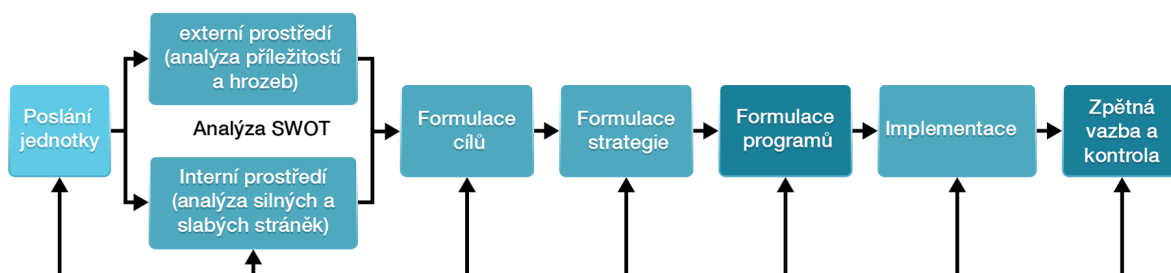 Poslání
jednotky
externí prostředí
(analýza příležitostí
a hrozeb)
Analýza SWOT
Interní prostředí
(analýza silných a
slabých stráněk)
Formulace
cílů
Formulace
strategie
Formulace
programů
Implementace
Zpětná
vazba a
kontrola